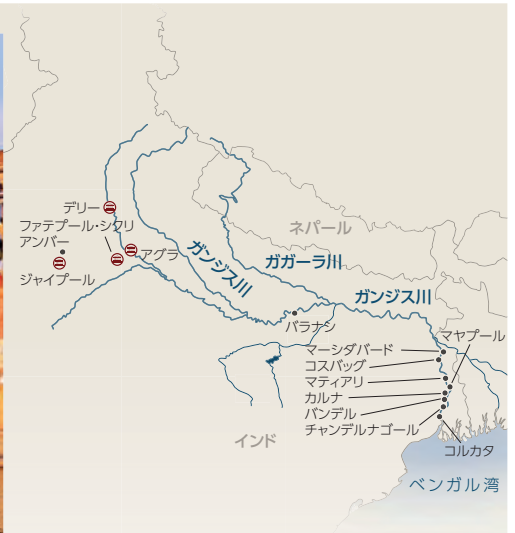 デリー
ファテプール・シクリ
アンバー
アグラ
ジャイプール
ネパール
ガンジス川
ガガーラ川
ガンジス川
バラナシ
マヤプール
マーシダバード
コスバッグ
マティアリ
カルナ
バンデル
チャンデルナゴール
インド
コルカタ
ベンガル湾